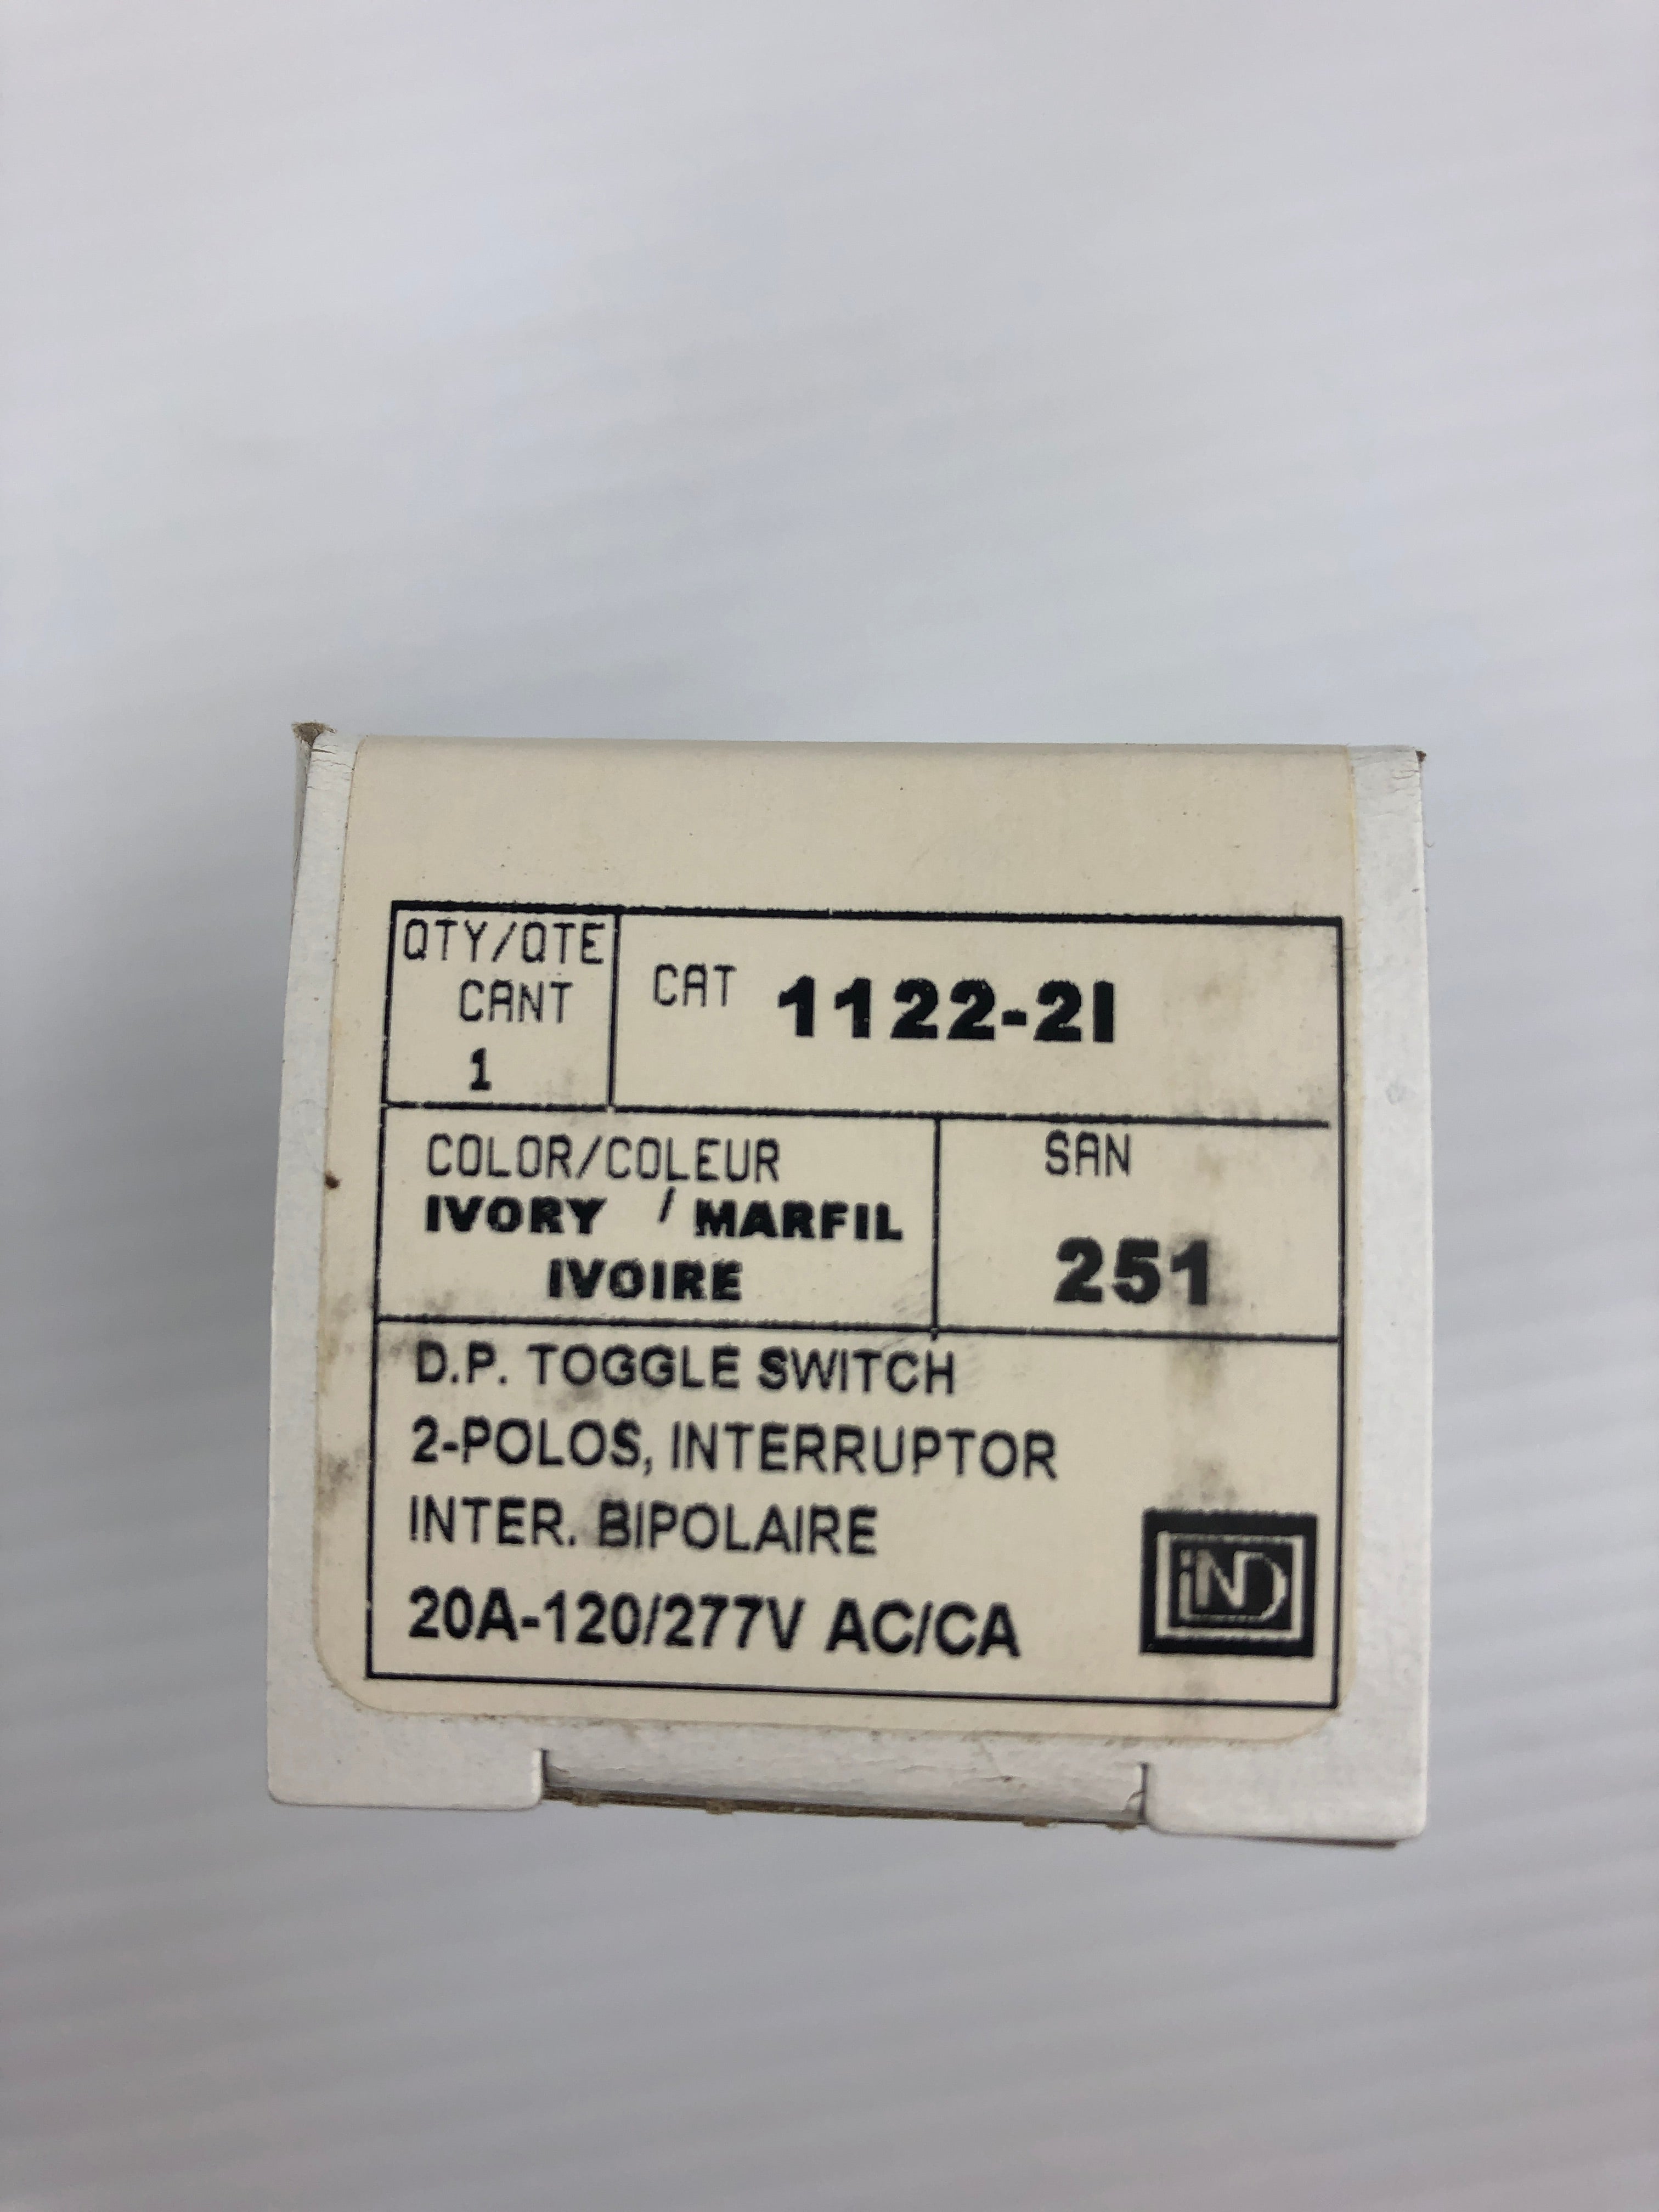 QTY/QTE
CANT
1
CAT 1122-2I
COLOR/COLEUR
IVORY / MARFIL
IVOIRE
SAN
251
D.P. TOGGLE SWITCH
2-POLOS, INTERRUPTOR
INTER. BIPOLAIRE
20A-120/277V AC/CA
iND